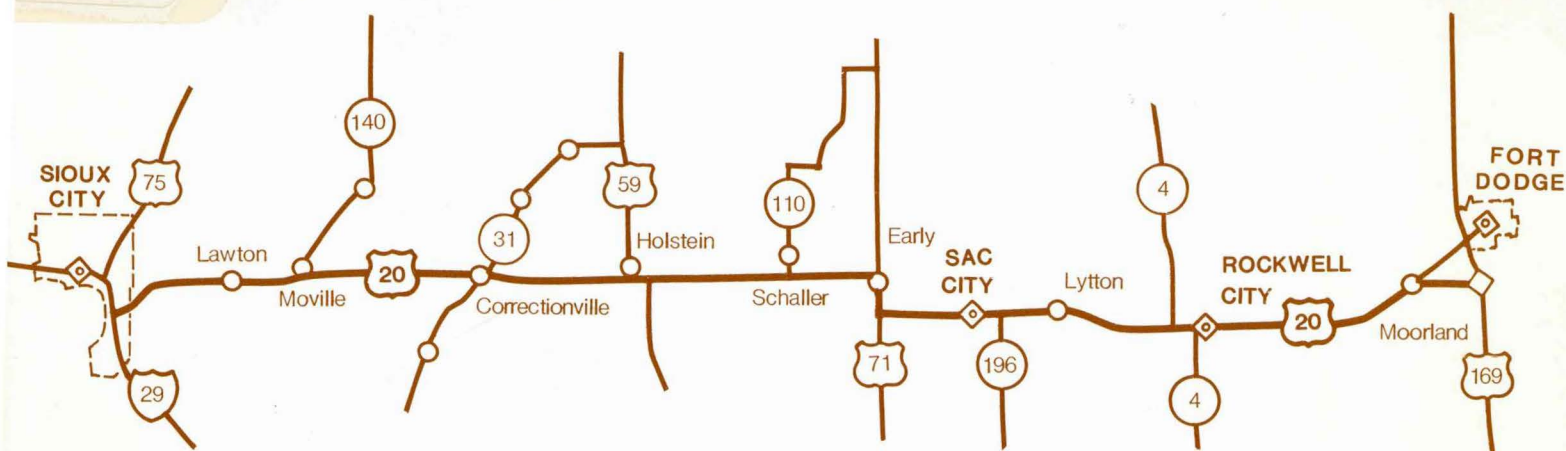 SIOUX
CITY
75
140
Lawton
Moville
20
31
Correctionville
59
Holstein
110
Schaller
Early
71
SAC
CITY
196
Lytton
4
ROCKWELL
CITY
4
20
Moorland
FORT
DODGE
169
29